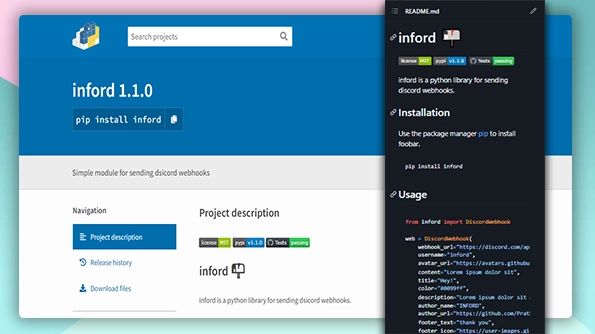 Search projects
inford 1.1.0
pip install inford
Simple module for sending dsicord webhooks
Navigation
Project description
Release history
Download files
Project description
license MIT pypi v1.1.0 Tests passing
inford
inford is a python library for sending dsicord webhooks.
README.md
inford
license MIT pypi v1.1.0 Tests passing
inford is a python library for sending
dsicord webhooks.
Installation
Use the package manager pip to install
foobar.
pip install inford
Usage
from inford import DiscordWebhook
web = DiscordWebhook(
webhook_url="https://discord.com/ap
username="inford",
avatar_url="https://avatars.githubu
content="Lorem ipsum dolor sit",
title="Hey!",
color="#0099ff",
description="Lorem ipsum dolor sit
author_name="INFORD",
author_url="https://github.com/Prat
footer_text="thank you",
footer_icon="https://user-images.gi